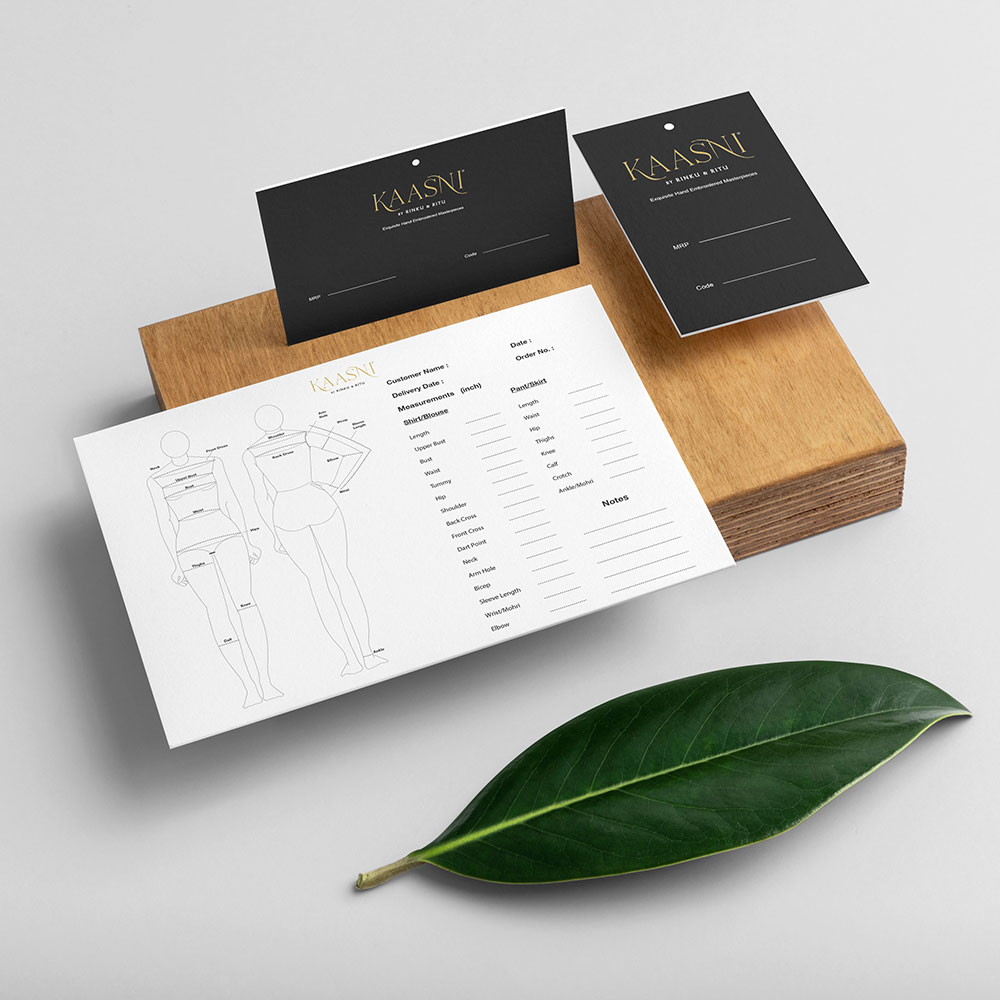 KAASNI
BY RINKU & RITU
Exquisite Hand Embroidered Masterpieces
MRP
Code
KAASNI
BY RINKU & RITU
Exquisite Hand Embroidered Masterpieces
MRP
Code
KAASNI
BY RINKU & RITU
Customer Name :
Date :
Delivery Date :
Order No. :
Measurements (inch)
Shirt/Blouse
Length
Upper Bust
Bust
Waist
Tummy
Hip
Shoulder
Back Cross
Front Cross
Dart Point
Neck
Arm Hole
Bicep
Sleeve Length
Wrist/Mohri
Elbow
Pant/Skirt
Length
Waist
Hip
Thighs
Knee
Calf
Crotch
Ankle/Mohri
Notes
Neck
Front Cross
Upper Bust
Bust
Waist
Hips
Thighs
Knee
Calf
Shoulder
Arm
Hole
Bicep
Sleeve
Length
Back Cross
Elbow
Wrist
Ankle